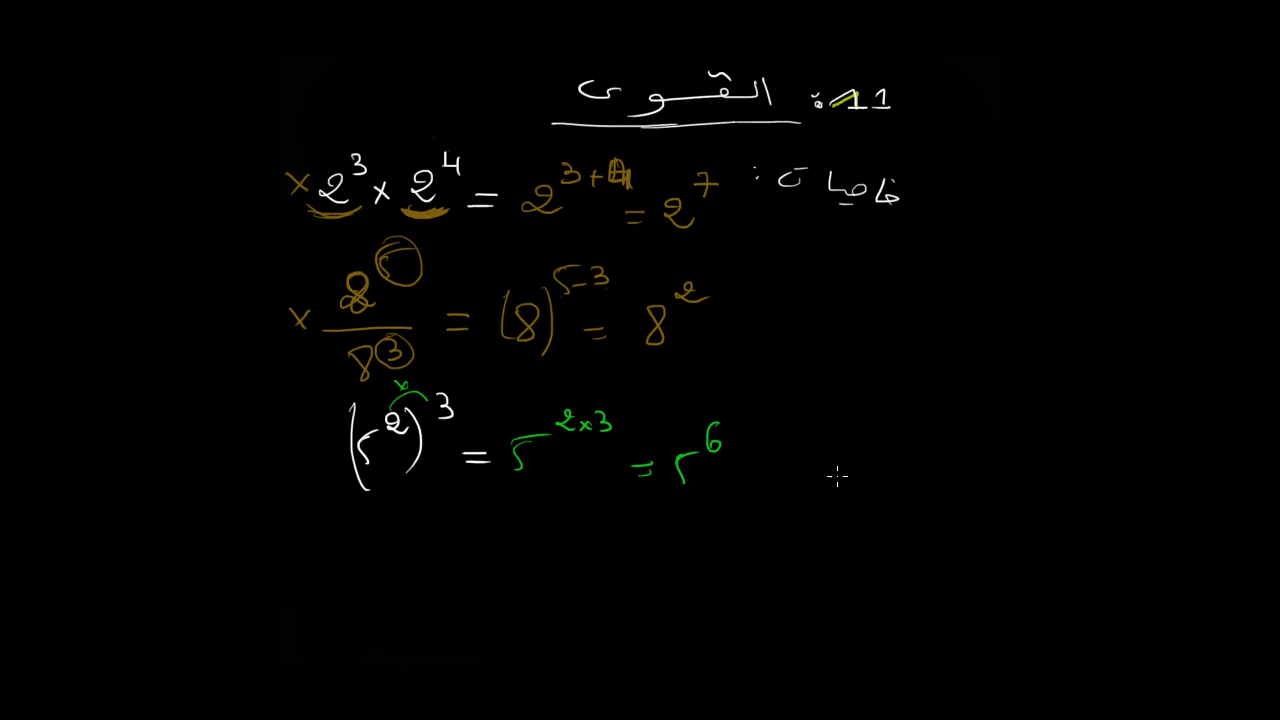 11: القوى
خاصيات:
× 2³ × 2⁴ = 2³⁺⁴ = 2⁷
× 8⁵/8³ = (8)⁵⁻³ = 8²
(5²)³ = 5²ˣ³ = 5⁶
×